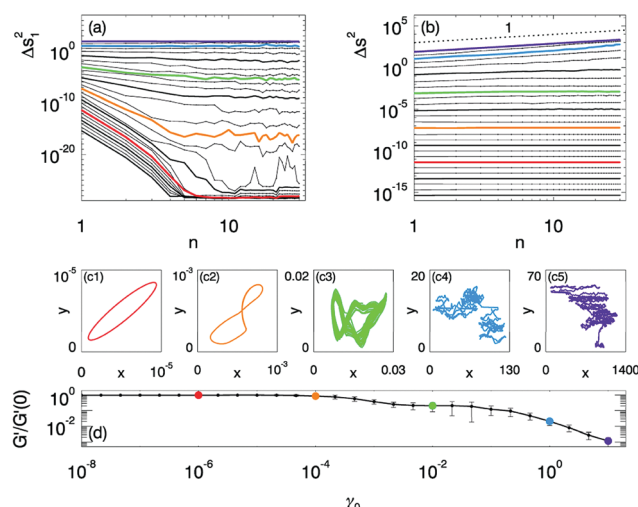 (a)
Δs₁²
10⁰
10⁻¹⁰
10⁻²⁰
1
10
n
(b)
1
Δs²
10⁵
10⁰
10⁻⁵
10⁻¹⁰
10⁻¹⁵
1
10
n
10⁻⁵ (c1)
y
0
0 x 10⁻⁵
10⁻³ (c2)
y
0
0 x 10⁻³
0.02 (c3)
y
0
0 x 0.03
20 (c4)
y
0
0 x 130
70 (c5)
y
0
0 x 1400
G'/G'(0)
10⁰
10⁻²
(d)
10⁻⁸ 10⁻⁶ 10⁻⁴ 10⁻² 10⁰
γ₀